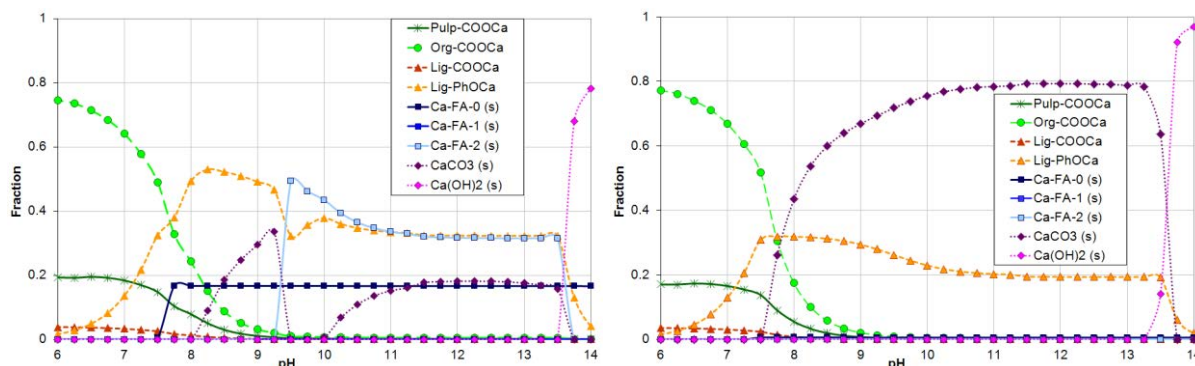 1
0.8
0.6
0.4
0.2
0
Fraction
6 7 8 9 10 11 12 13 14
pH
Pulp-COOCa
Org-COOCa
Lig-COOCa
Lig-PhOCa
Ca-FA-0 (s)
Ca-FA-1 (s)
Ca-FA-2 (s)
CaCO3 (s)
Ca(OH)2 (s)
1
0.8
0.6
0.4
0.2
0
Fraction
6 7 8 9 10 11 12 13 14
pH
Pulp-COOCa
Org-COOCa
Lig-COOCa
Lig-PhOCa
Ca-FA-0 (s)
Ca-FA-1 (s)
Ca-FA-2 (s)
CaCO3 (s)
Ca(OH)2 (s)